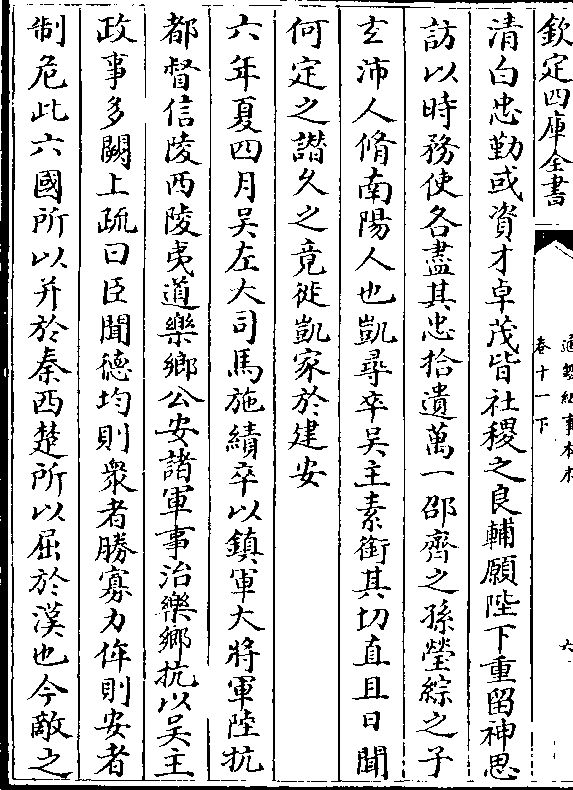 欽定四庫全書
通鑑紀事本末
卷十一下
六
清白忠勤或資才卓茂皆社稷之良輔願陛下重留神思
訪以時務使各盡其忠拾遺萬一邵齊之孫瑩綜之子
玄沛人脩南陽人也凱尋卒吴主素銜其切直且日聞
何定之譖久之竟徙凱家於建安
六年夏四月吴左大司馬施績卒以鎮軍大將軍陸抗
都督信陵西陵夷道樂鄉公安諸軍事治樂鄉抗以吴主
政事多闕上疏曰臣聞德均則衆者勝寡力侔則安者
制危此六國所以并於秦西楚所以屈於漢也今敵之